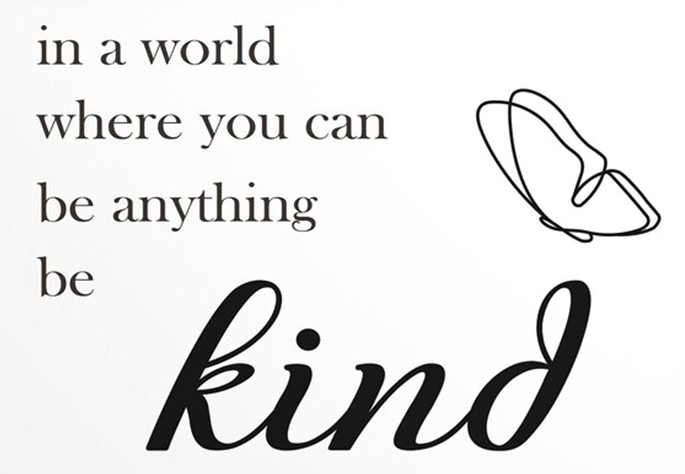 in a world
where you can
be anything
be
kind